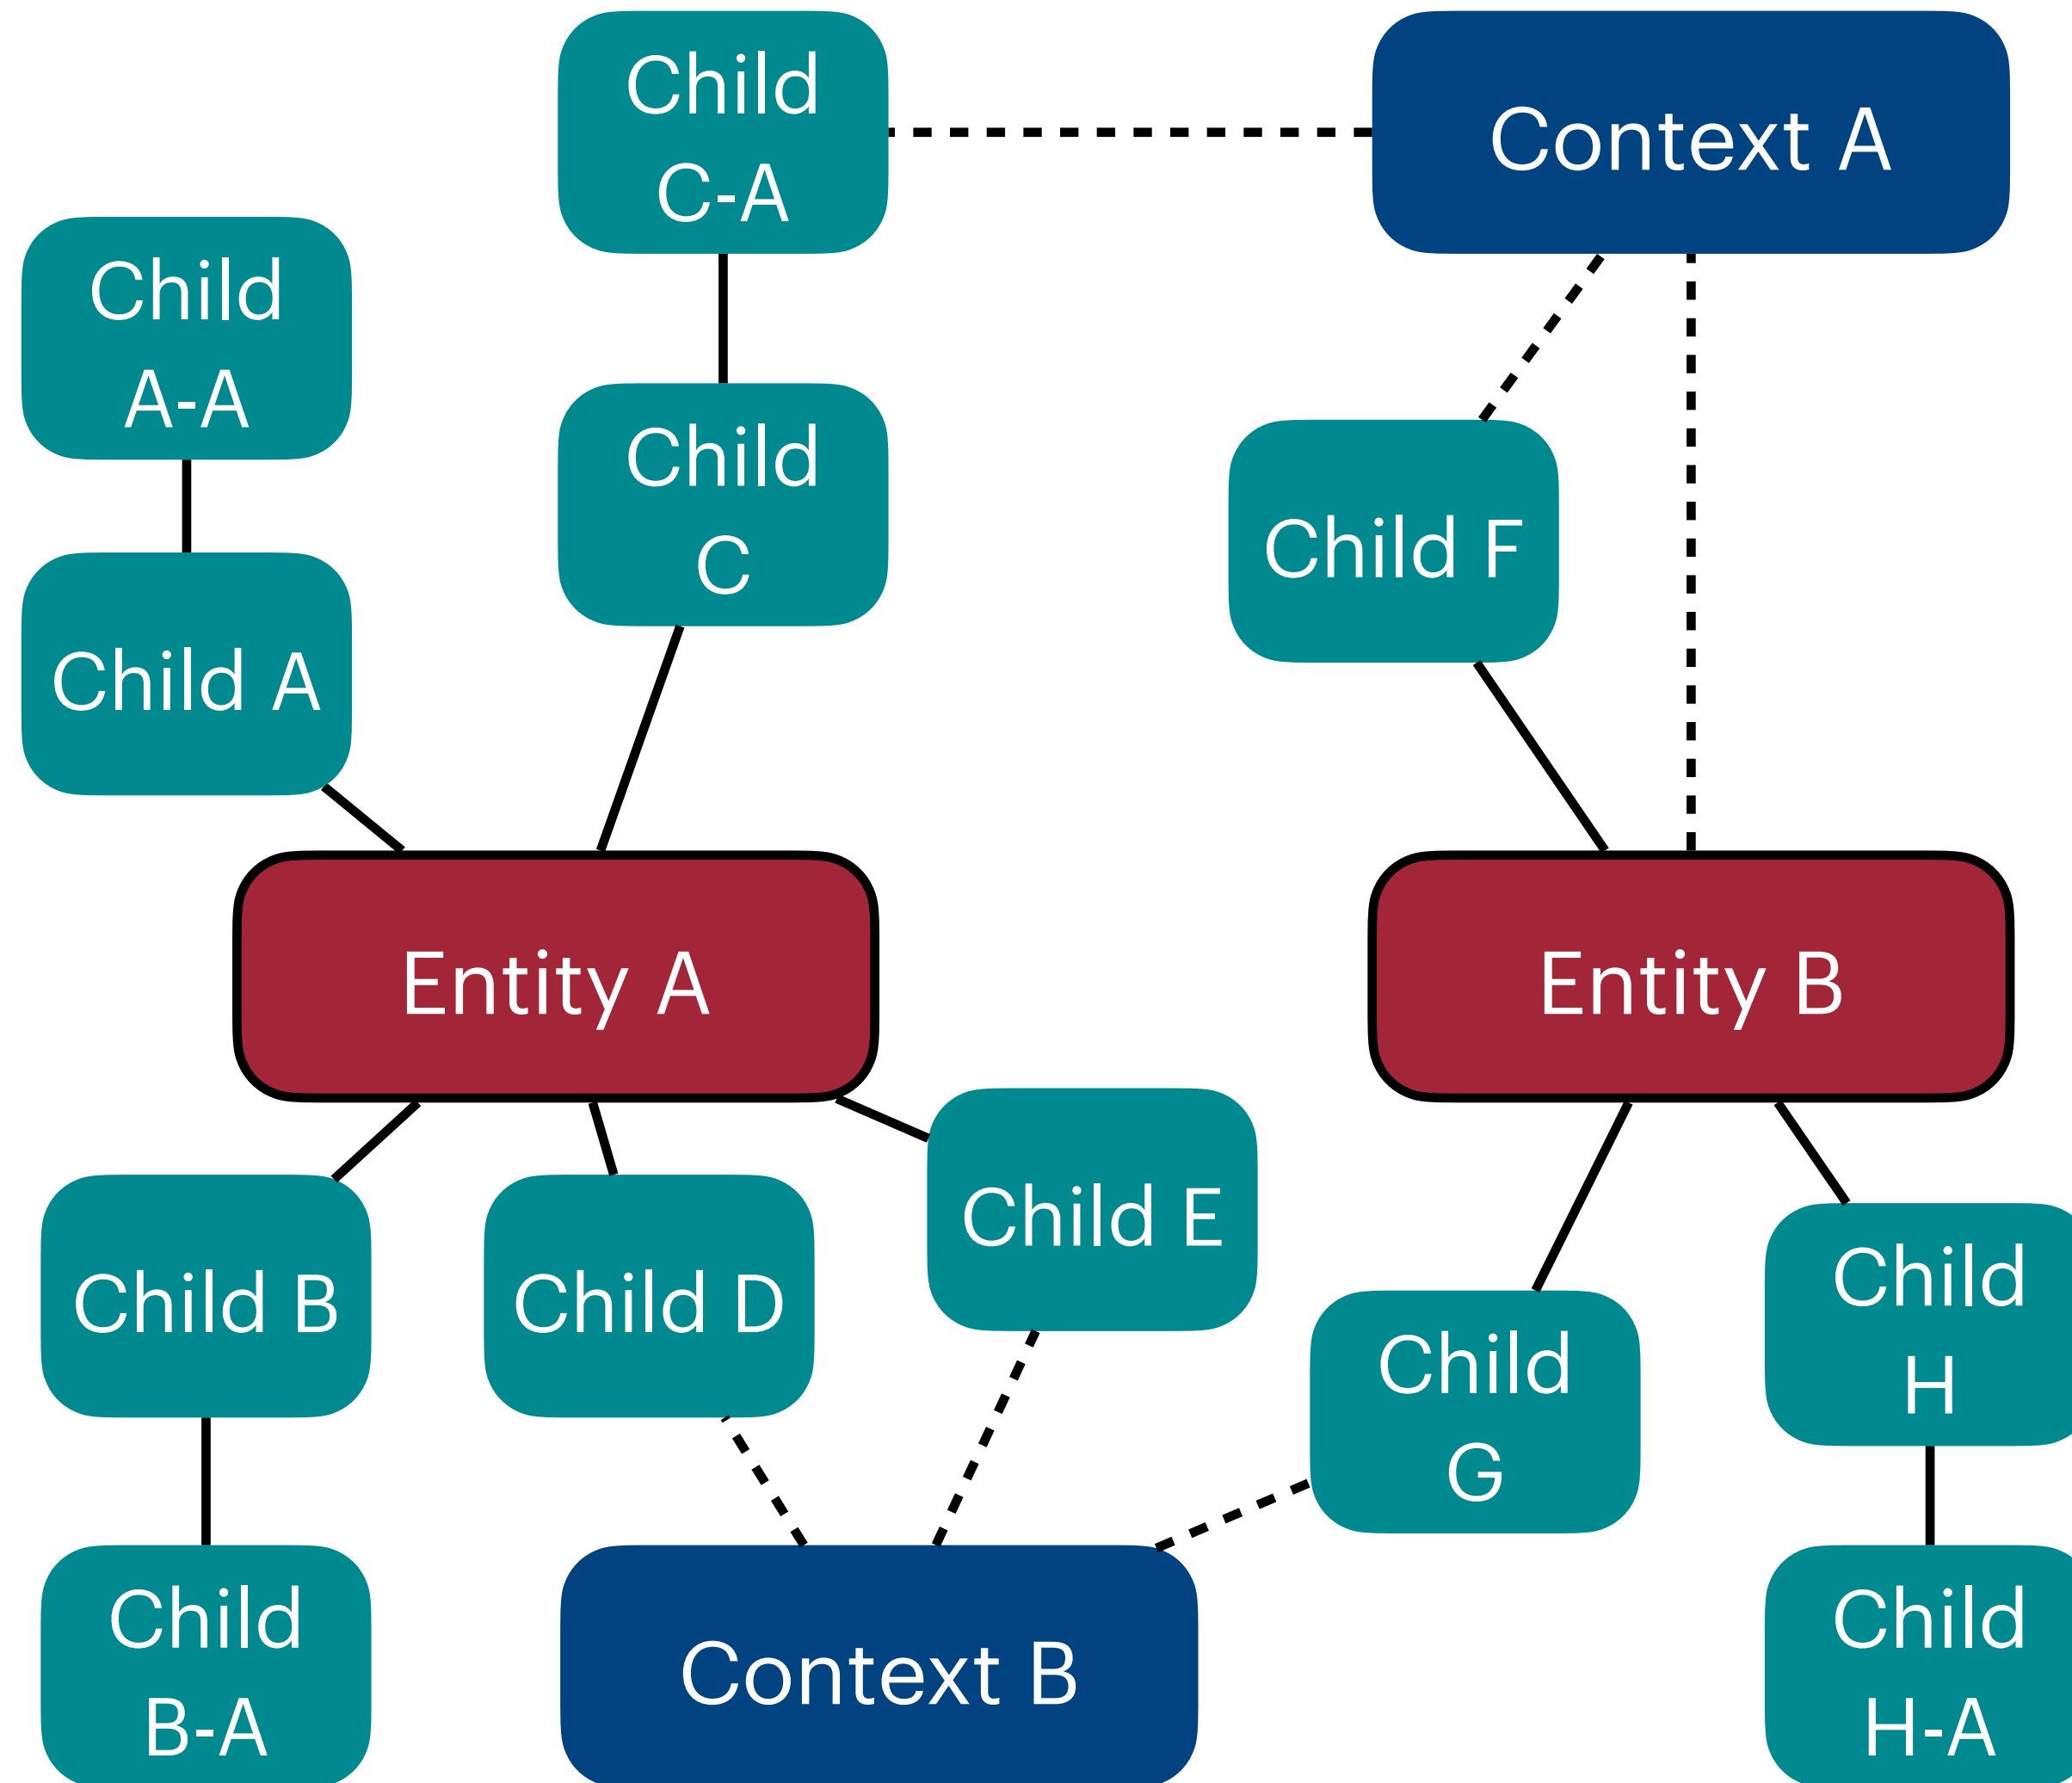 Child
C-A
Context A
Child
A-A
Child
C
Child F
Child A
Entity A
Entity B
Child E
Child B
Child D
Child
H
Child
G
Child
B-A
Context B
Child
H-A